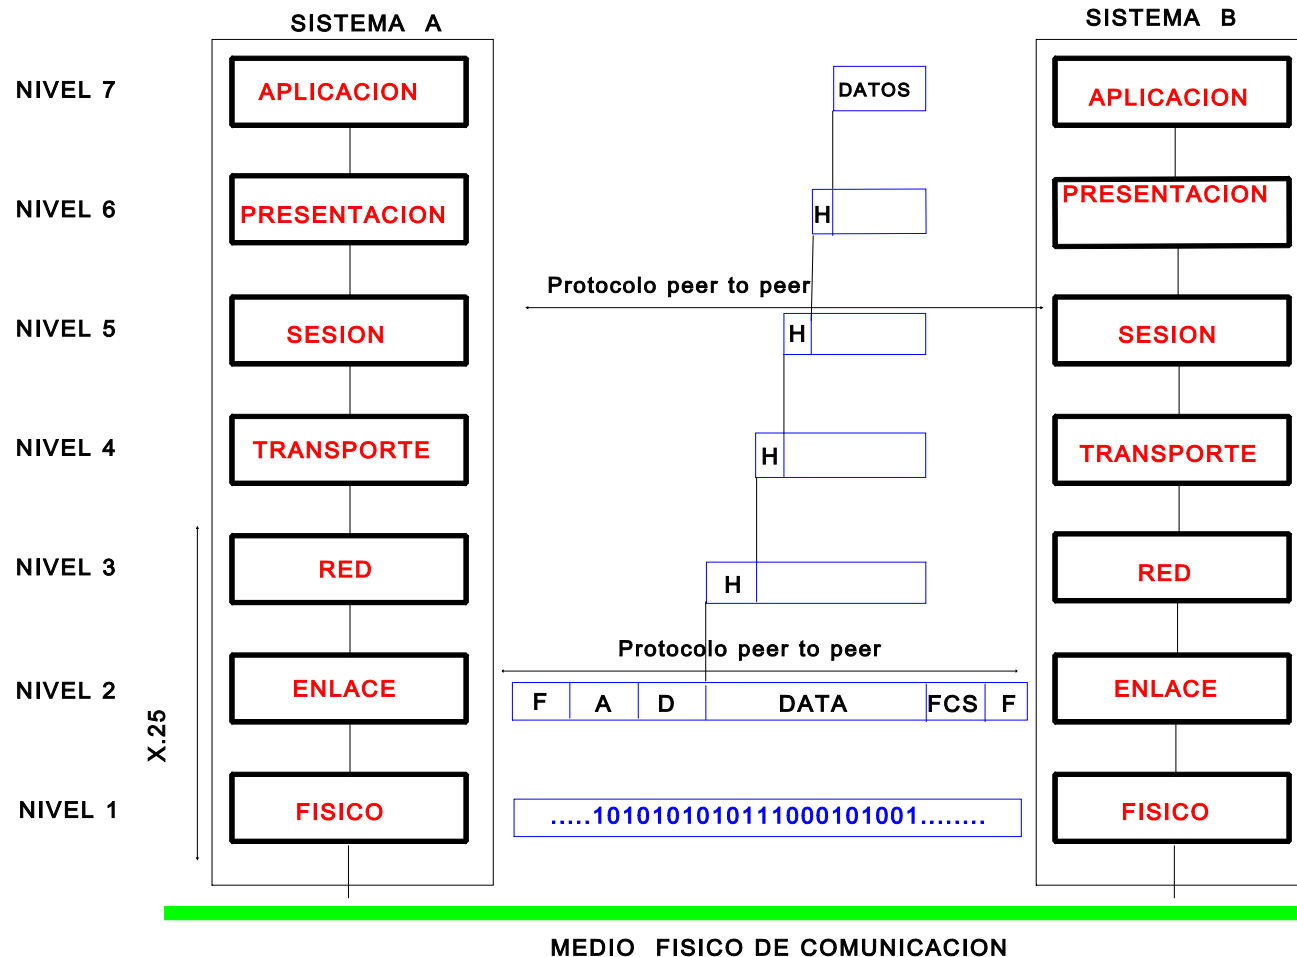 SISTEMA A
SISTEMA B
NIVEL 7
APLICACION
DATOS
APLICACION
NIVEL 6
PRESENTACION
H
PRESENTACION
Protocolo peer to peer
NIVEL 5
SESION
H
SESION
NIVEL 4
TRANSPORTE
H
TRANSPORTE
NIVEL 3
RED
H
RED
Protocolo peer to peer
NIVEL 2
ENLACE
F A D DATA FCS F
ENLACE
X.25
NIVEL 1
FISICO
.....1010101010111000101001........
FISICO
MEDIO FISICO DE COMUNICACION